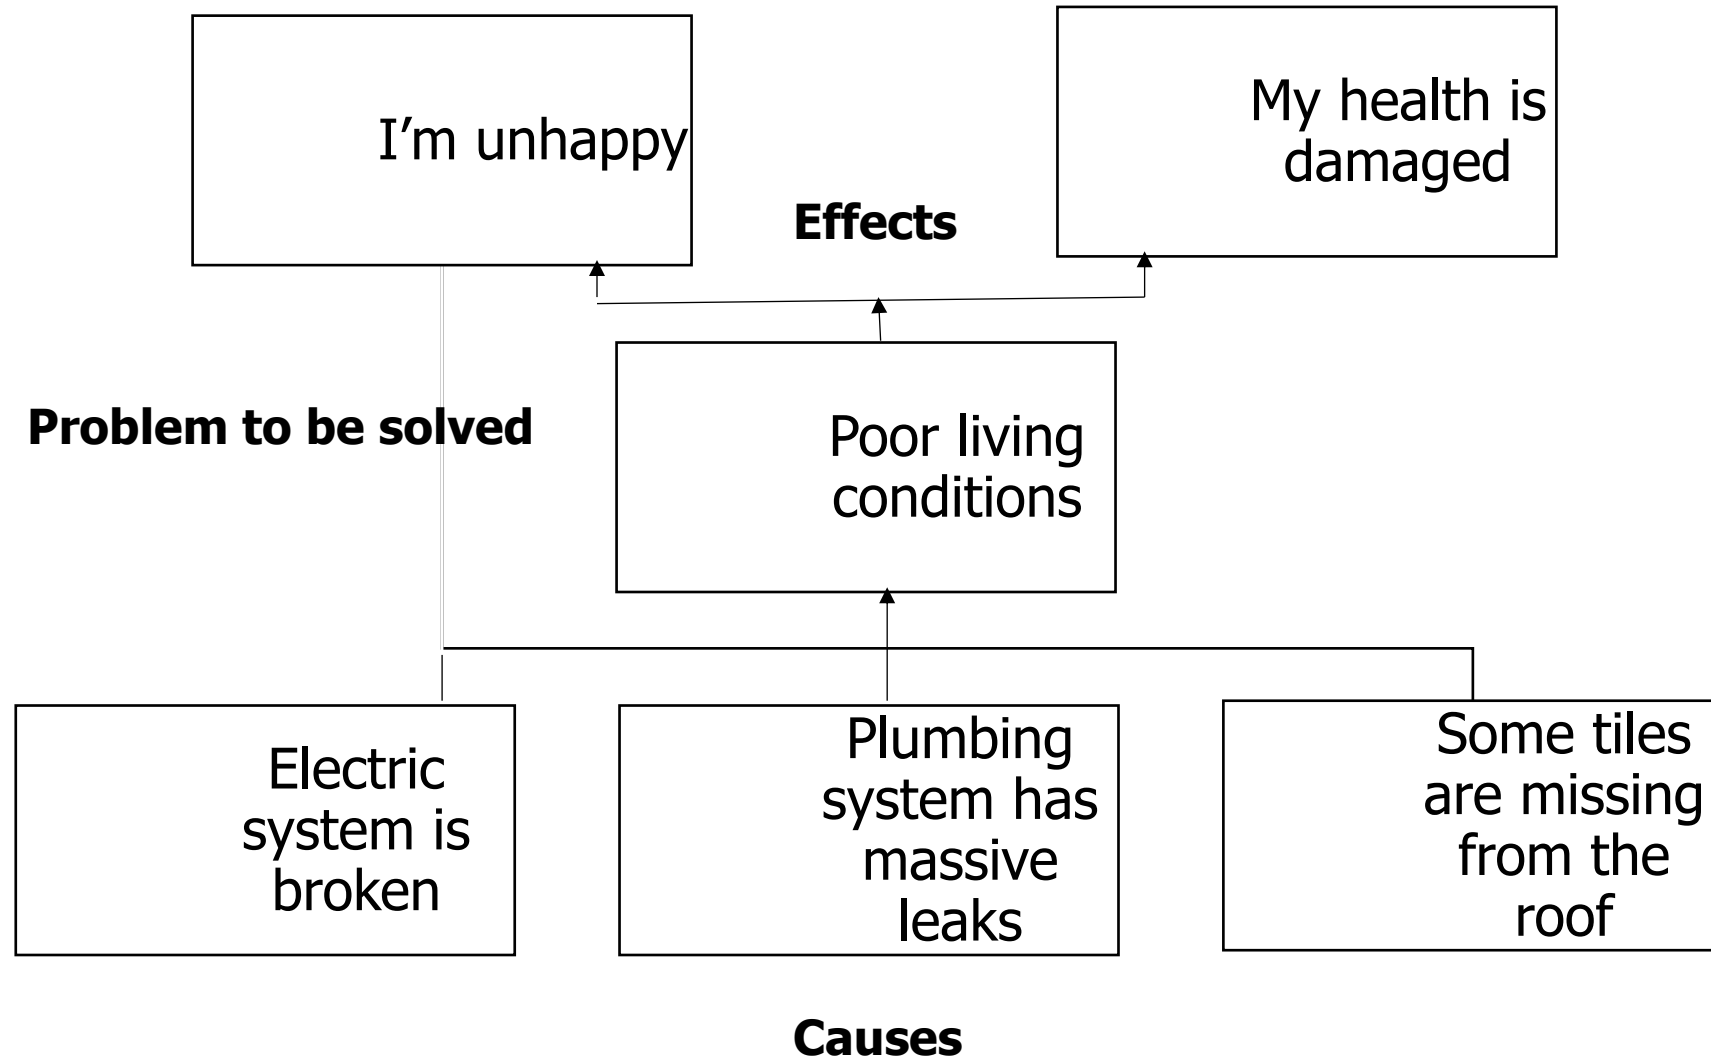 I’m unhappy
My health is
damaged
Effects
Problem to be solved
Poor living
conditions
Electric
system is
broken
Plumbing
system has
massive
leaks
Some tiles
are missing
from the
roof
Causes